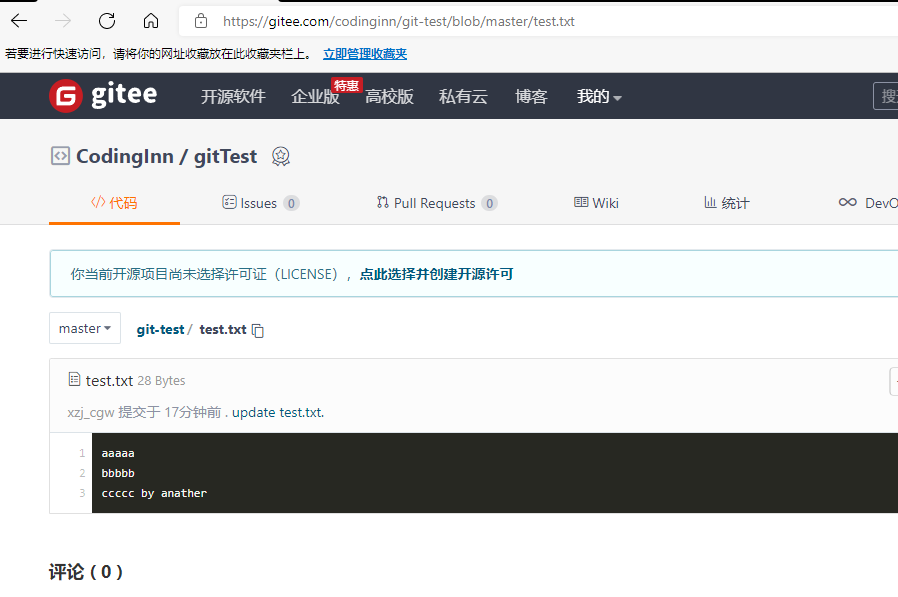 https://gitee.com/codinginn/git-test/blob/master/test.txt
若要进行快速访问，请将你的网址收藏放在此收藏夹栏上。 立即管理收藏夹
gitee 开源软件 企业版 特惠 高校版 私有云 博客 我的
CodingInn / gitTest
代码 Issues 0 Pull Requests 0 Wiki 统计
你当前开源项目尚未选择许可证（LICENSE），点此选择并创建开源许可
master git-test / test.txt
test.txt 28 Bytes
xzj_cgw 提交于 17分钟前 . update test.txt.
1 aaaaa
2 bbbbb
3 ccccc by anather
评论 ( 0 )